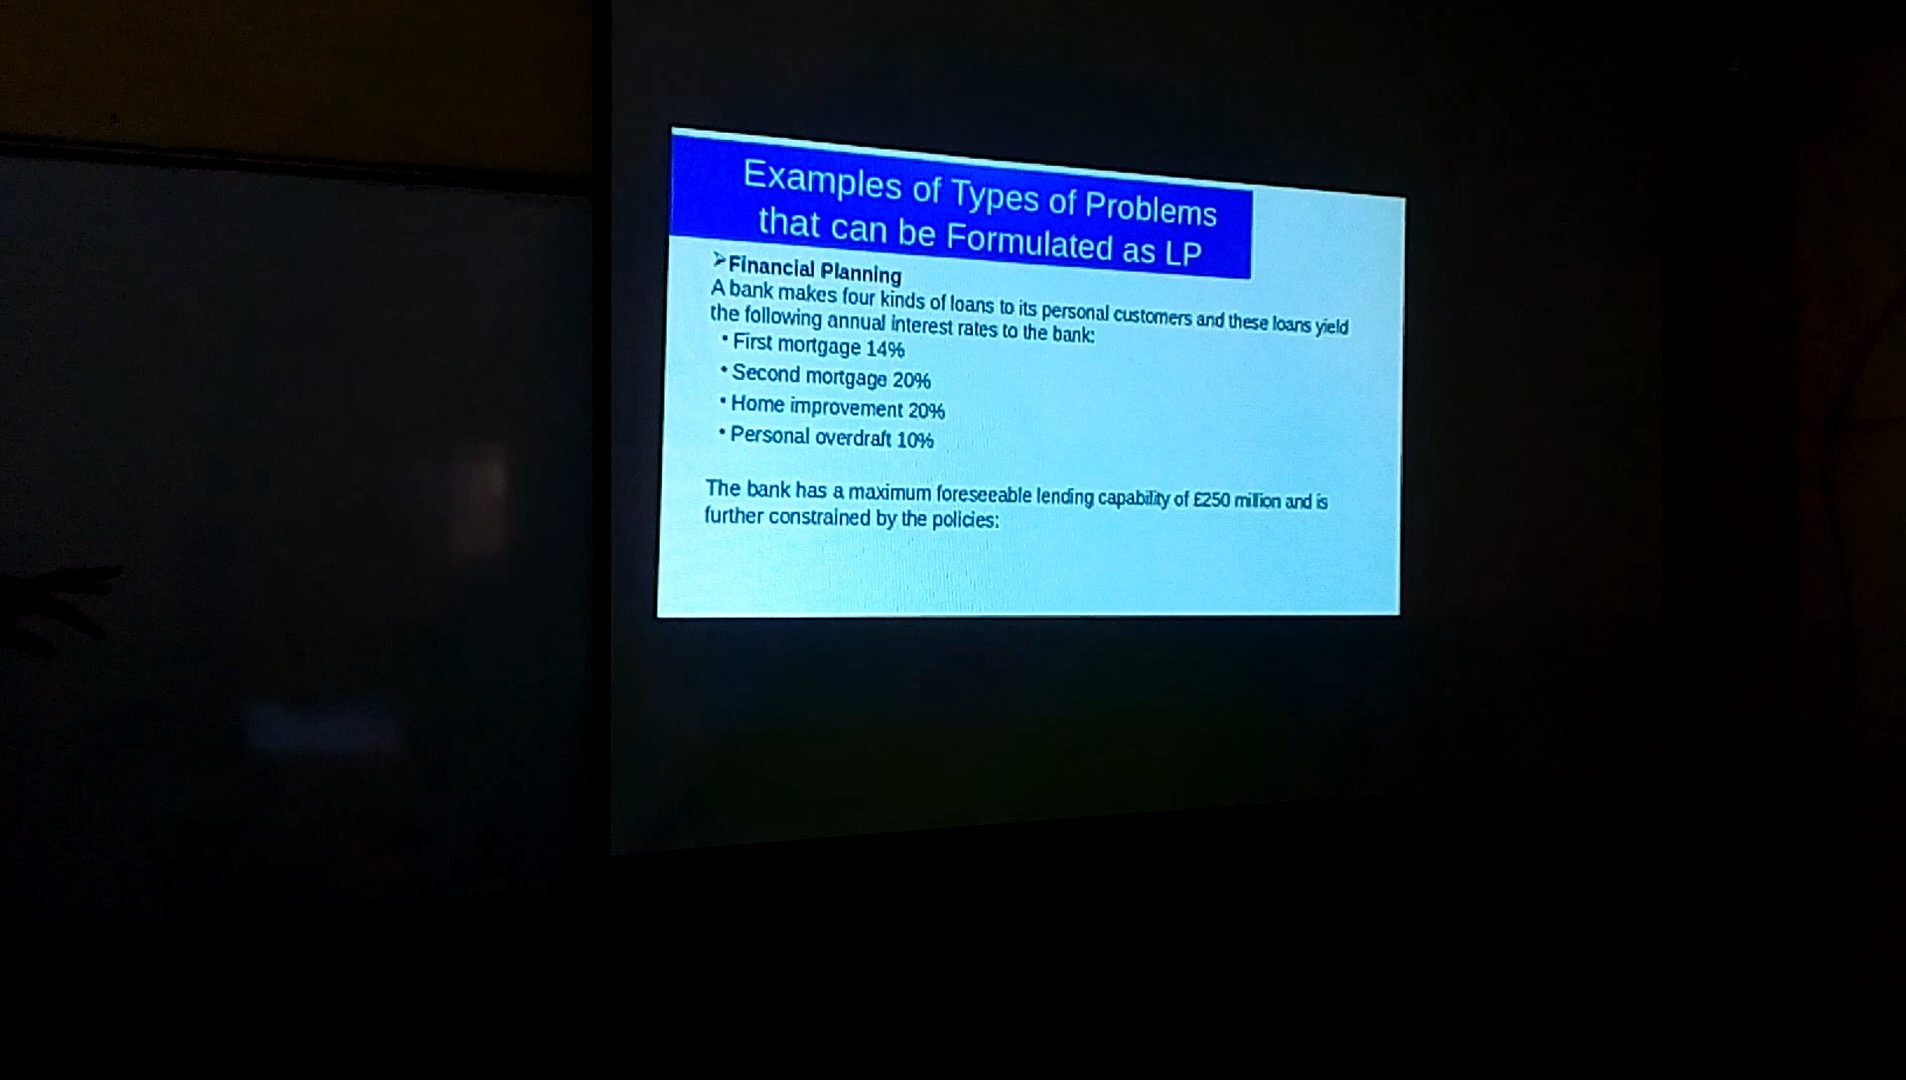 Examples of Types of Problems
that can be Formulated as LP
➢Financial Planning
A bank makes four kinds of loans to its personal customers and these loans yield
the following annual interest rates to the bank:
• First mortgage 14%
• Second mortgage 20%
• Home improvement 20%
• Personal overdraft 10%
The bank has a maximum foreseeable lending capability of £250 million and is
further constrained by the policies: